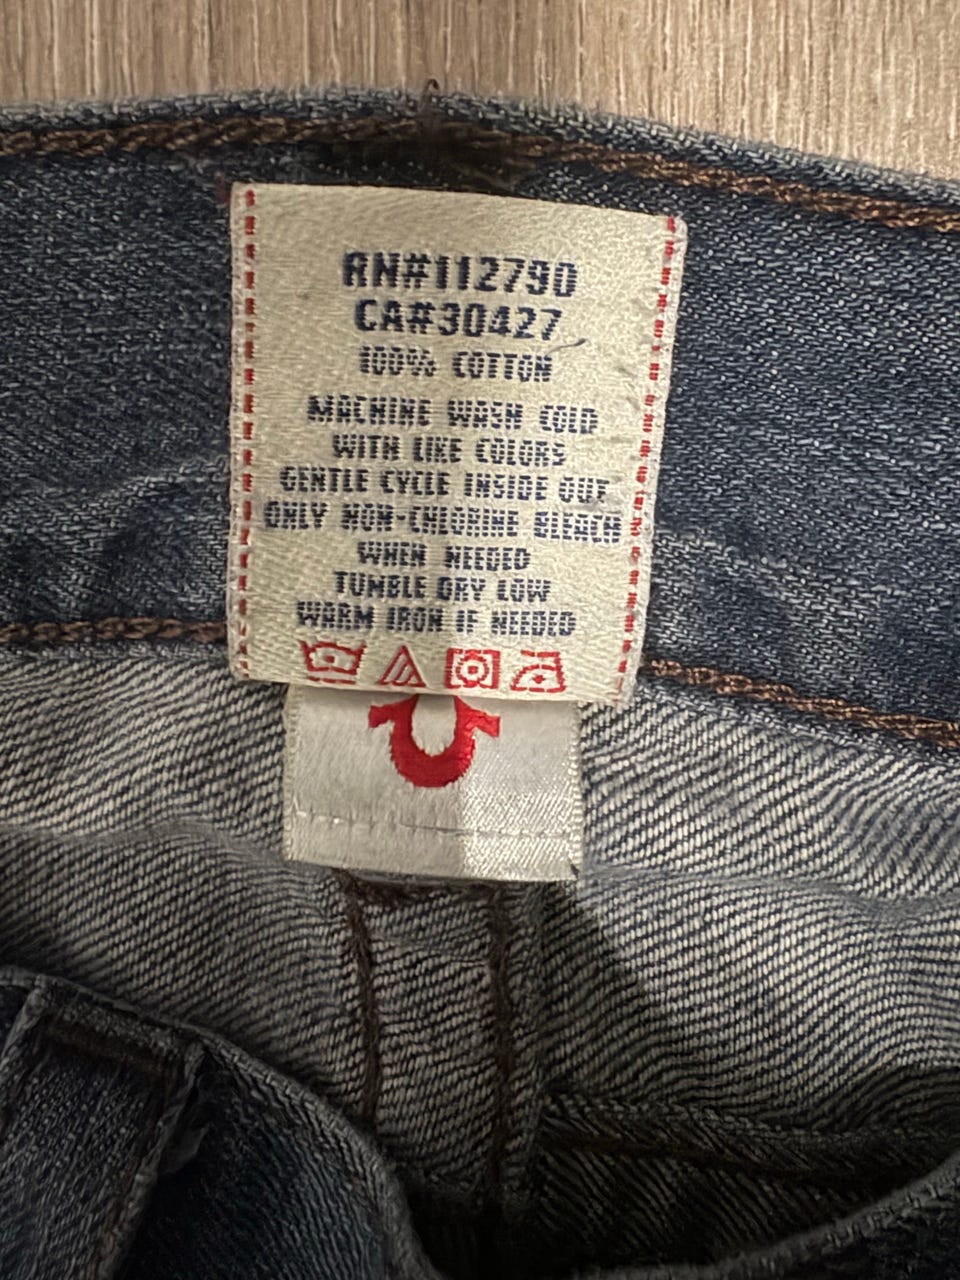 RN#112790
CA#30427
100% COTTON
MACHINE WASH COLD
WITH LIKE COLORS
GENTLE CYCLE INSIDE OUT
ONLY NON-CHLORINE BLEACH
WHEN NEEDED
TUMBLE DRY LOW
WARM IRON IF NEEDED